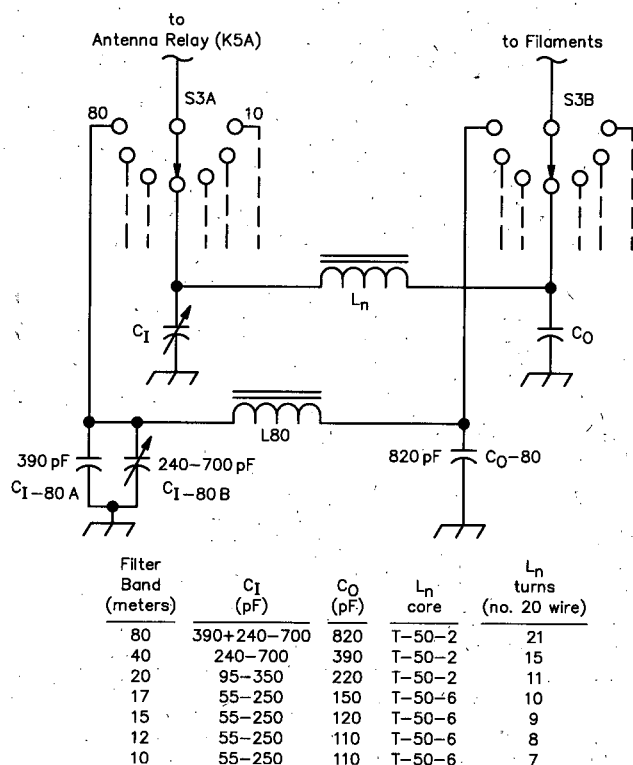 to
Antenna Relay (K5A)
to Filaments
S3A
S3B
80
10
Ln
CI
CO
L80
390 pF
240-700 pF
820 pF
CO-80
CI-80 A
CI-80 B
Filter Band (meters) CI (pF) CO (pF) Ln core Ln turns (no. 20 wire)
80 390+240-700 820 T-50-2 21
40 240-700 390 T-50-2 15
20 95-350 220 T-50-2 11
17 55-250 150 T-50-6 10
15 55-250 120 T-50-6 9
12 55-250 110 T-50-6 8
10 55-250 110 T-50-6 7